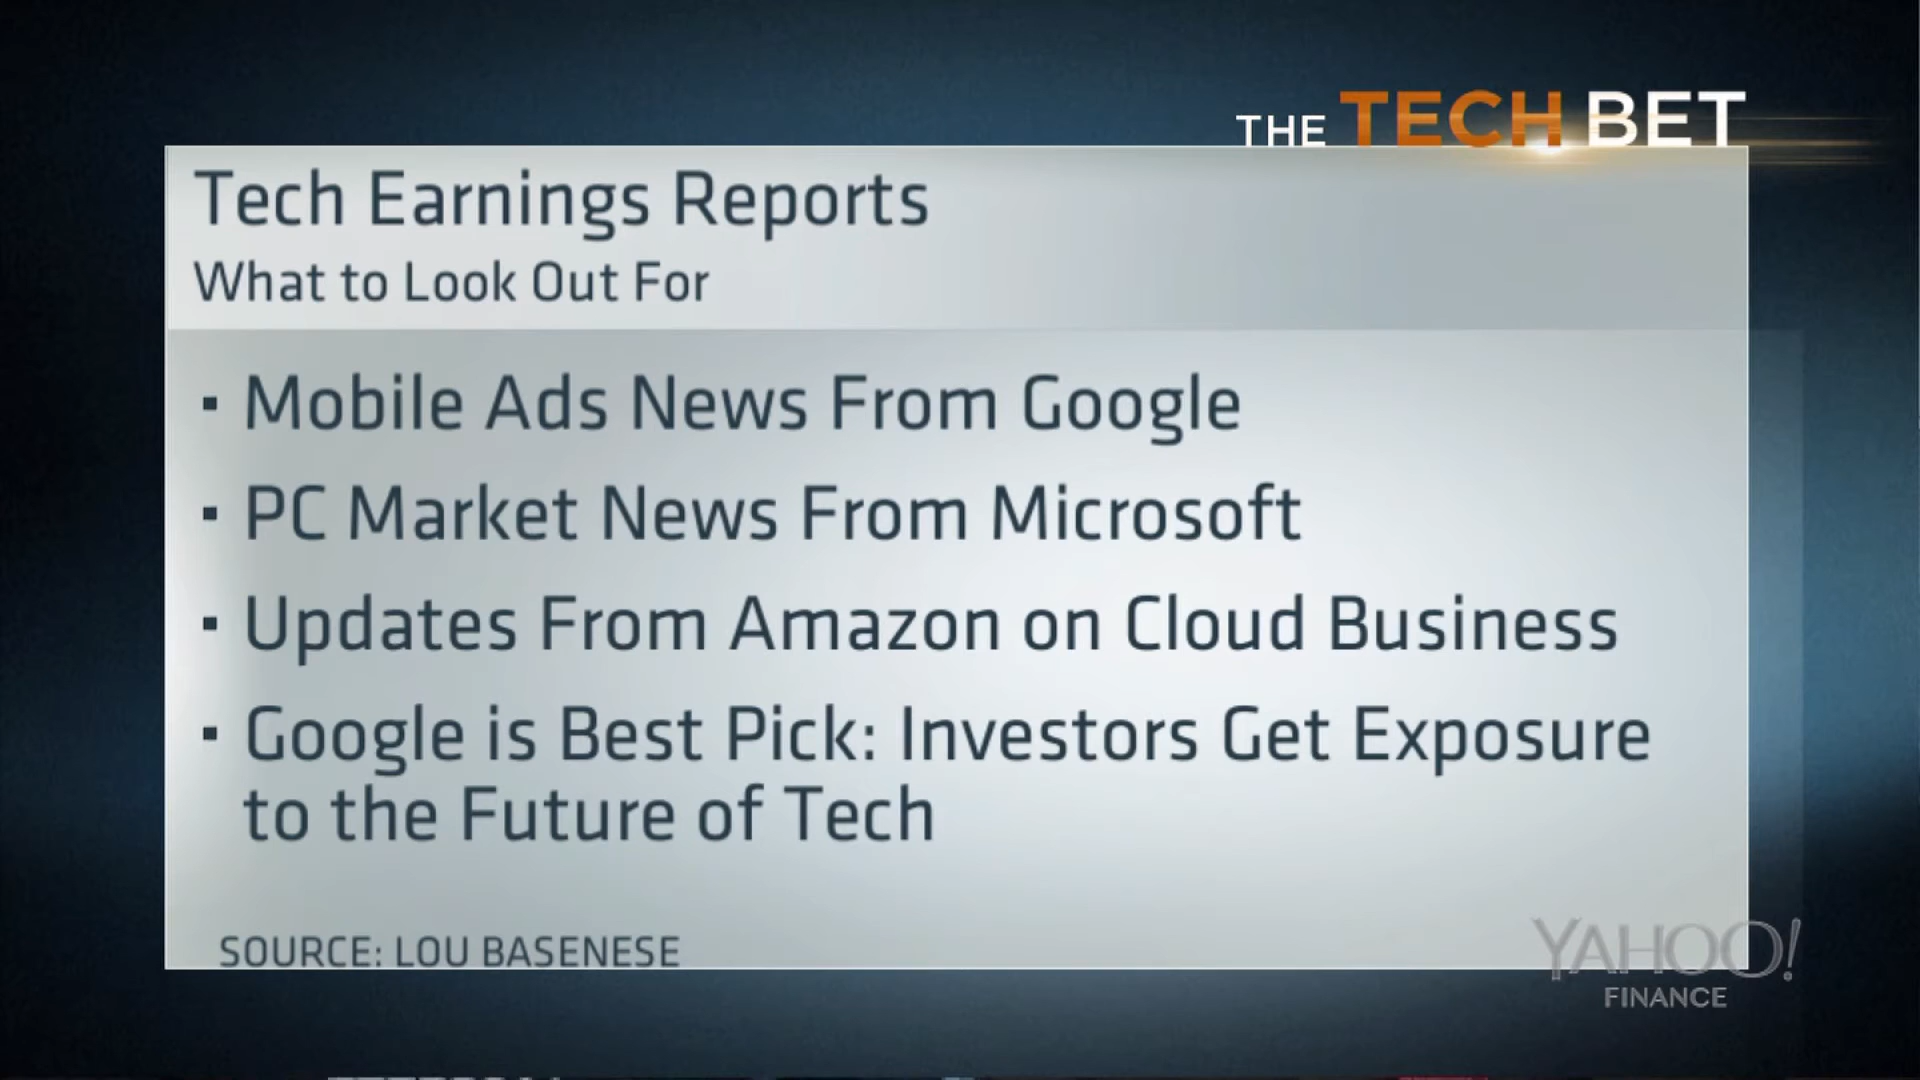 THE TECH BET
Tech Earnings Reports
What to Look Out For
▪ Mobile Ads News From Google
▪ PC Market News From Microsoft
▪ Updates From Amazon on Cloud Business
▪ Google is Best Pick: Investors Get Exposure
to the Future of Tech
SOURCE: LOU BASENESE
YAHOO!
FINANCE